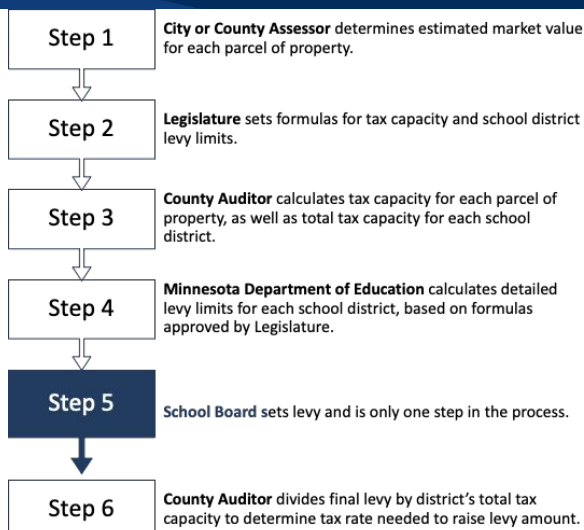 Step 1
City or County Assessor determines estimated market value
for each parcel of property.
Step 2
Legislature sets formulas for tax capacity and school district
levy limits.
Step 3
County Auditor calculates tax capacity for each parcel of
property, as well as total tax capacity for each school
district.
Step 4
Minnesota Department of Education calculates detailed
levy limits for each school district, based on formulas
approved by Legislature.
Step 5
School Board sets levy and is only one step in the process.
Step 6
County Auditor divides final levy by district's total tax
capacity to determine tax rate needed to raise levy amount.